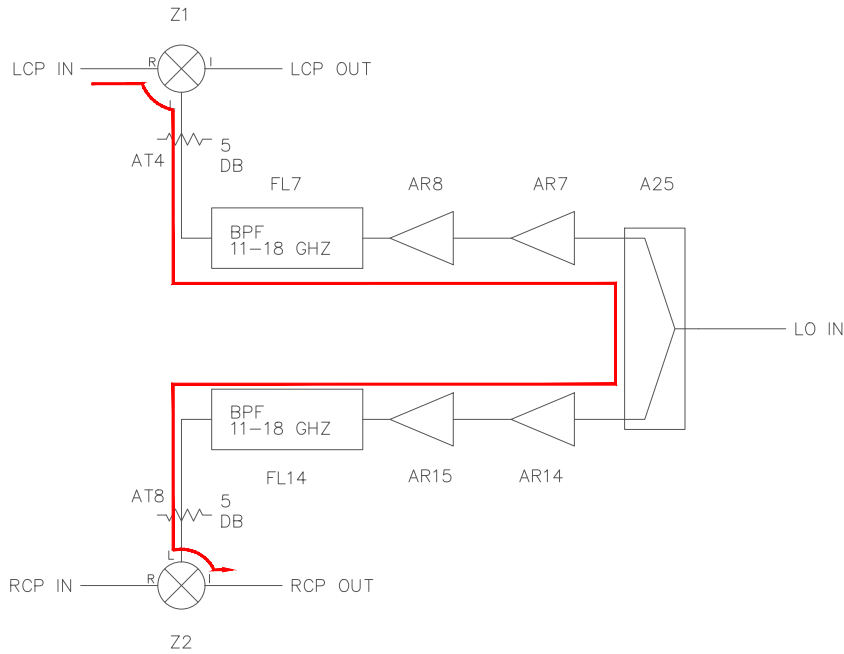 Z1
LCP IN
R
I
LCP OUT
L
AT4
5
DB
FL7
AR8
AR7
A25
BPF
11-18 GHZ
LO IN
BPF
11-18 GHZ
FL14
AR15
AR14
AT8
5
DB
L
RCP IN
R
I
RCP OUT
Z2